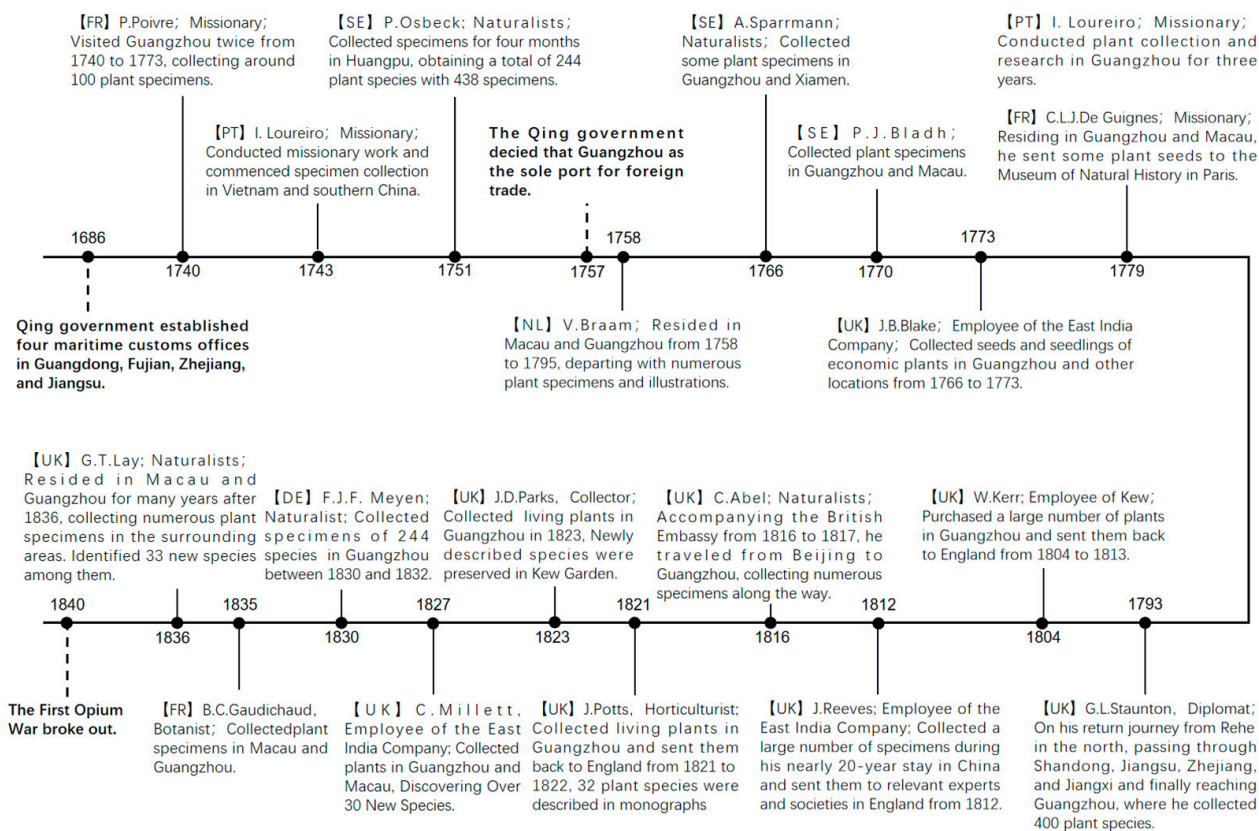 【FR】P.Poivre; Missionary;
Visited Guangzhou twice from
1740 to 1773, collecting around
100 plant specimens.
【SE】P.Osbeck; Naturalists;
Collected specimens for four months
in Huangpu, obtaining a total of 244
plant species with 438 specimens.
【SE】A.Sparrmann;
Naturalists; Collected
some plant specimens in
Guangzhou and Xiamen.
【PT】I. Loureiro; Missionary;
Conducted plant collection and
research in Guangzhou for three
years.
【PT】I. Loureiro; Missionary;
Conducted missionary work and
commenced specimen collection
in Vietnam and southern China.
The Qing government
decied that Guangzhou as
the sole port for foreign
trade.
【SE】P.J.Bladh;
Collected plant specimens
in Guangzhou and Macau.
【FR】C.L.J.De Guignes; Missionary;
Residing in Guangzhou and Macau,
he sent some plant seeds to the
Museum of Natural History in Paris.
1686
1740
1743
1751
1757
1758
1766
1770
1773
1779
Qing government established
four maritime customs offices
in Guangdong, Fujian, Zhejiang,
and Jiangsu.
【NL】V.Braam; Resided in
Macau and Guangzhou from 1758
to 1795, departing with numerous
plant specimens and illustrations.
【UK】J.B.Blake; Employee of the East India
Company; Collected seeds and seedlings of
economic plants in Guangzhou and other
locations from 1766 to 1773.
【UK】G.T.Lay; Naturalists;
Resided in Macau and
Guangzhou for many years after
1836, collecting numerous plant
specimens in the surrounding
areas. Identified 33 new species
among them.
【DE】F.J.F. Meyen;
Naturalist; Collected
specimens of 244
species in Guangzhou
between 1830 and 1832.
【UK】J.D.Parks, Collector;
Collected living plants in
Guangzhou in 1823, Newly
described species were
preserved in Kew Garden.
【UK】C.Abel; Naturalists;
Accompanying the British
Embassy from 1816 to 1817, he
traveled from Beijing to
Guangzhou, collecting numerous
specimens along the way.
【UK】W.Kerr; Employee of Kew;
Purchased a large number of plants
in Guangzhou and sent them back
to England from 1804 to 1813.
1840
1836
1835
1830
1827
1823
1821
1816
1812
1804
1793
The First Opium
War broke out.
【FR】B.C.Gaudichaud,
Botanist; Collectedplant
specimens in Macau and
Guangzhou.
【UK】C.Millett,
Employee of the East
India Company; Collected
plants in Guangzhou and
Macau, Discovering Over
30 New Species.
【UK】J.Potts, Horticulturist;
Collected living plants in
Guangzhou and sent them
back to England from 1821 to
1822, 32 plant species were
described in monographs
【UK】J.Reeves; Employee of the
East India Company; Collected a
large number of specimens during
his nearly 20-year stay in China
and sent them to relevant experts
and societies in England from 1812.
【UK】G.L.Staunton, Diplomat;
On his return journey from Rehe
in the north, passing through
Shandong, Jiangsu, Zhejiang,
and Jiangxi and finally reaching
Guangzhou, where he collected
400 plant species.